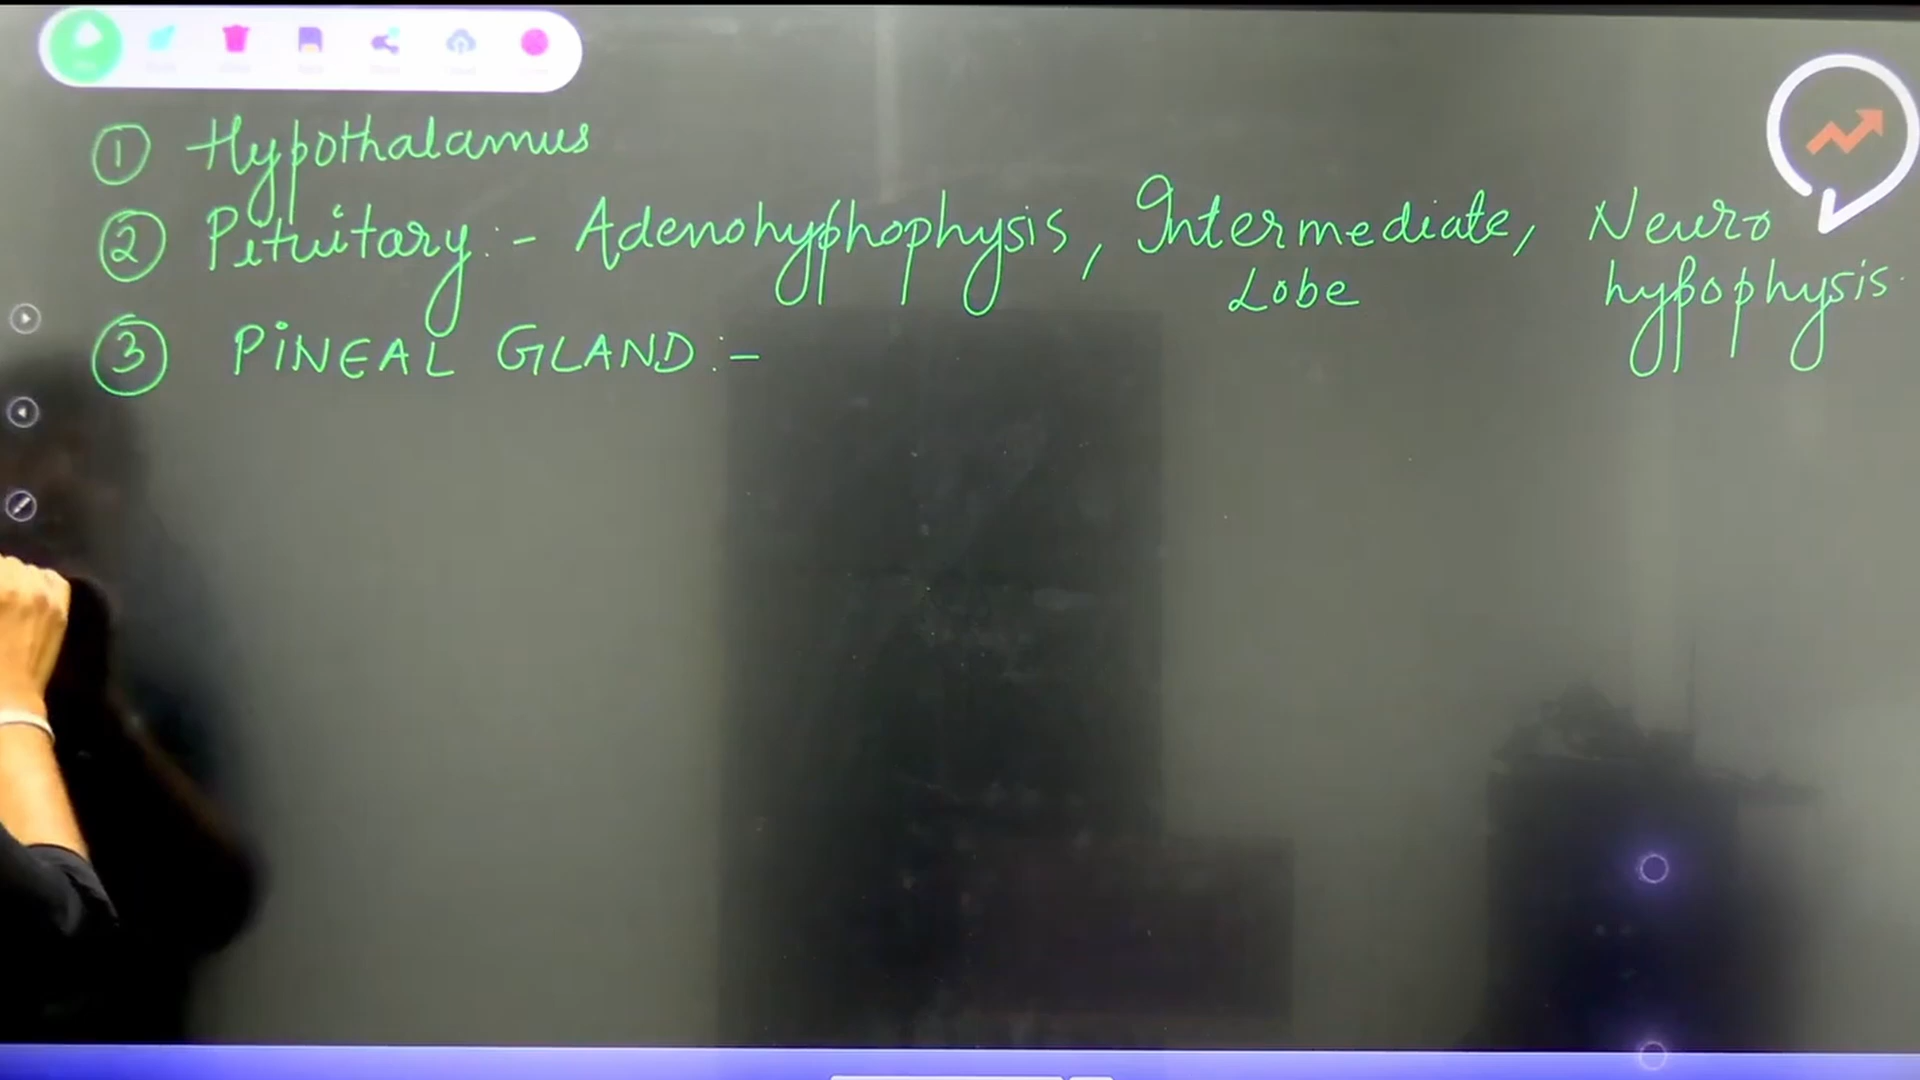 ① Hypothalamus
② Pituitary :- Adenohyphophysis, Intermediate, Neuro
Lobe hypophysis.
③ PINEAL GLAND :-